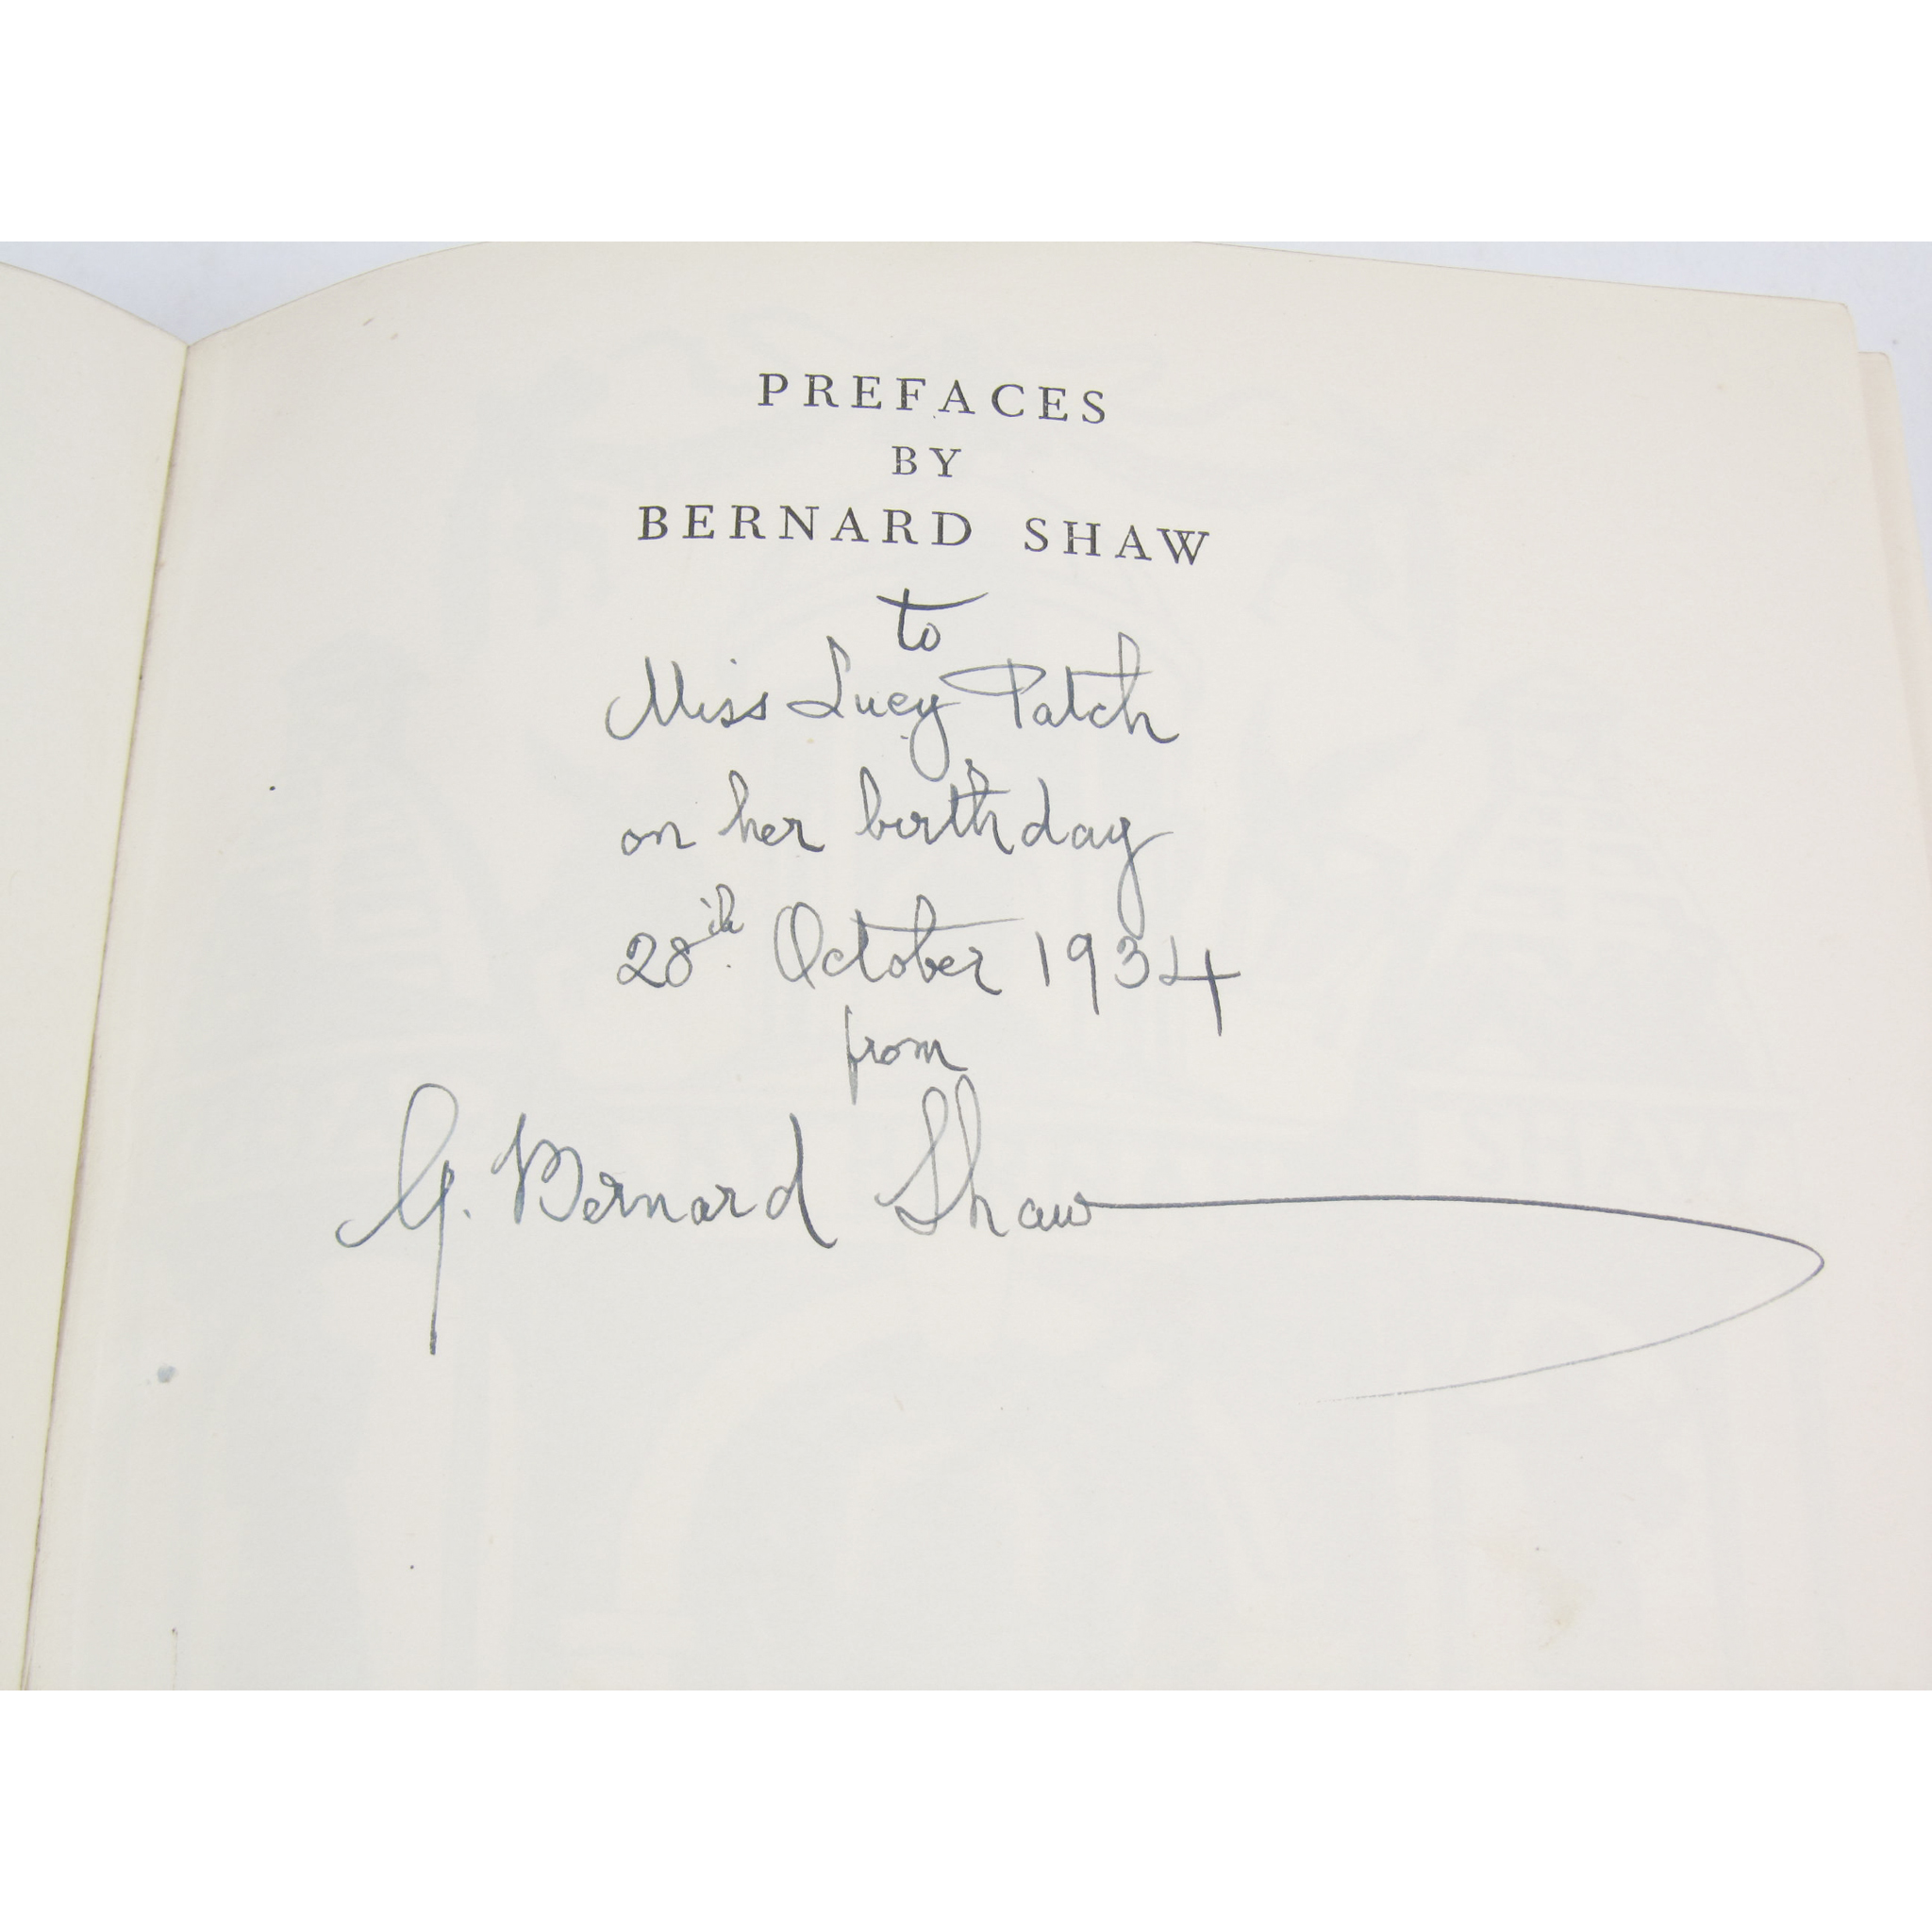 PREFACES
BY
BERNARD SHAW
to
Miss Lucy Patch
on her birthday
28th. October 1934
from
G. Bernard Shaw